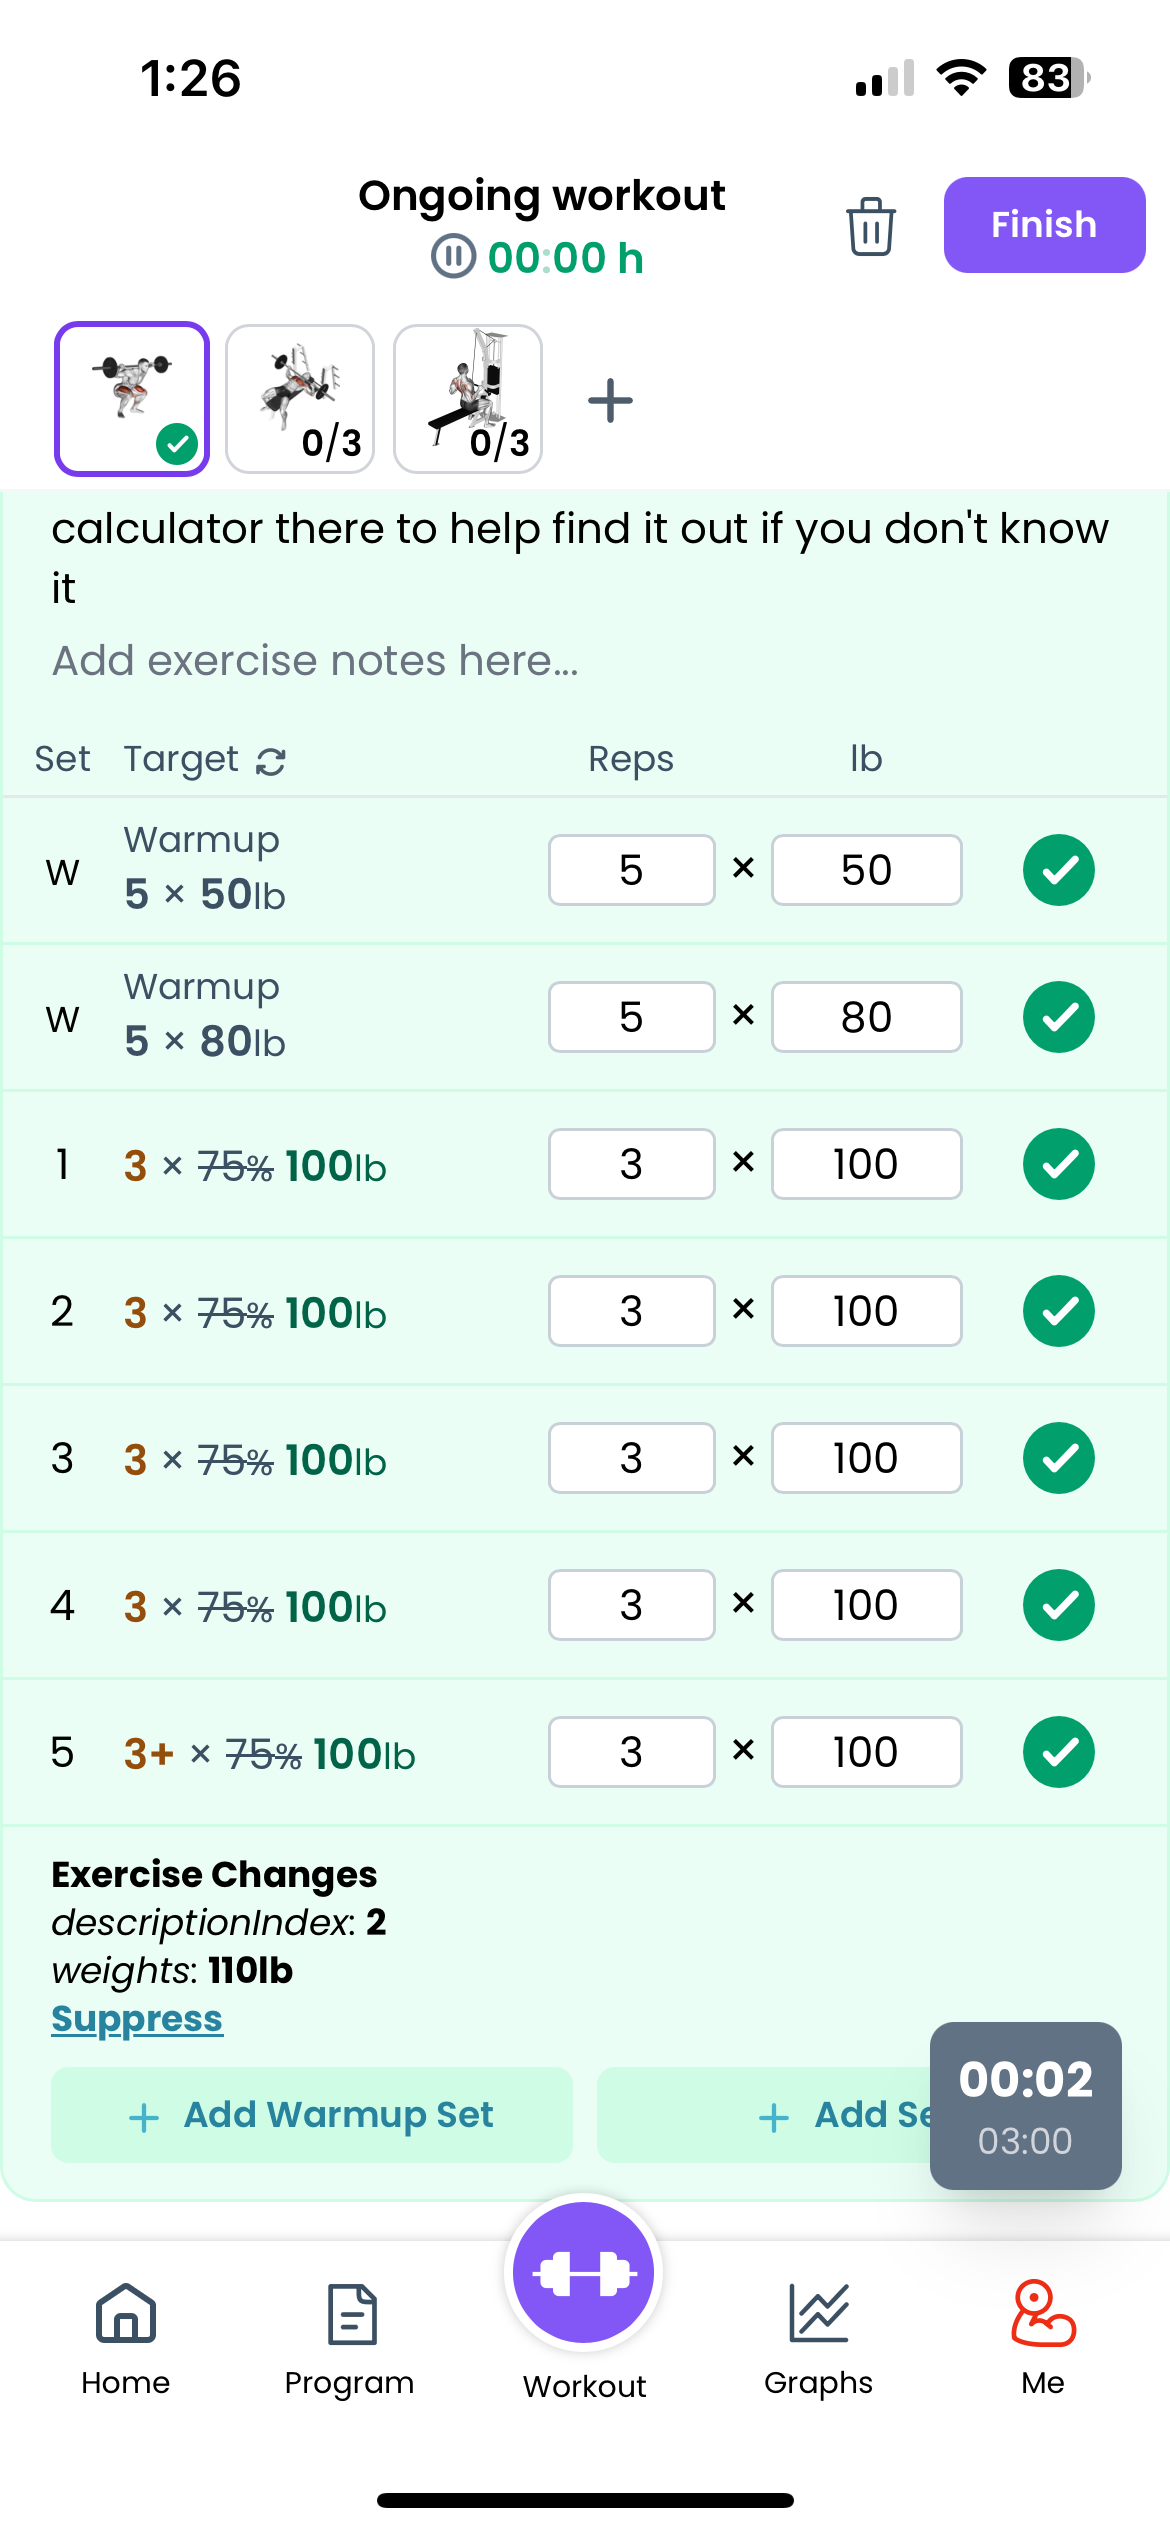 1:26
83
Ongoing workout
00:00 h
Finish
0/3
0/3
calculator there to help find it out if you don't know
it
Add exercise notes here...
Set Target Reps lb
W Warmup
5 × 50lb 5 × 50
W Warmup
5 × 80lb 5 × 80
1 3 × 75% 100lb 3 × 100
2 3 × 75% 100lb 3 × 100
3 3 × 75% 100lb 3 × 100
4 3 × 75% 100lb 3 × 100
5 3+ × 75% 100lb 3 × 100
Exercise Changes
descriptionIndex: 2
weights: 110lb
Suppress
+ Add Warmup Set
+ Add Se
00:02
03:00
Home Program Workout Graphs Me